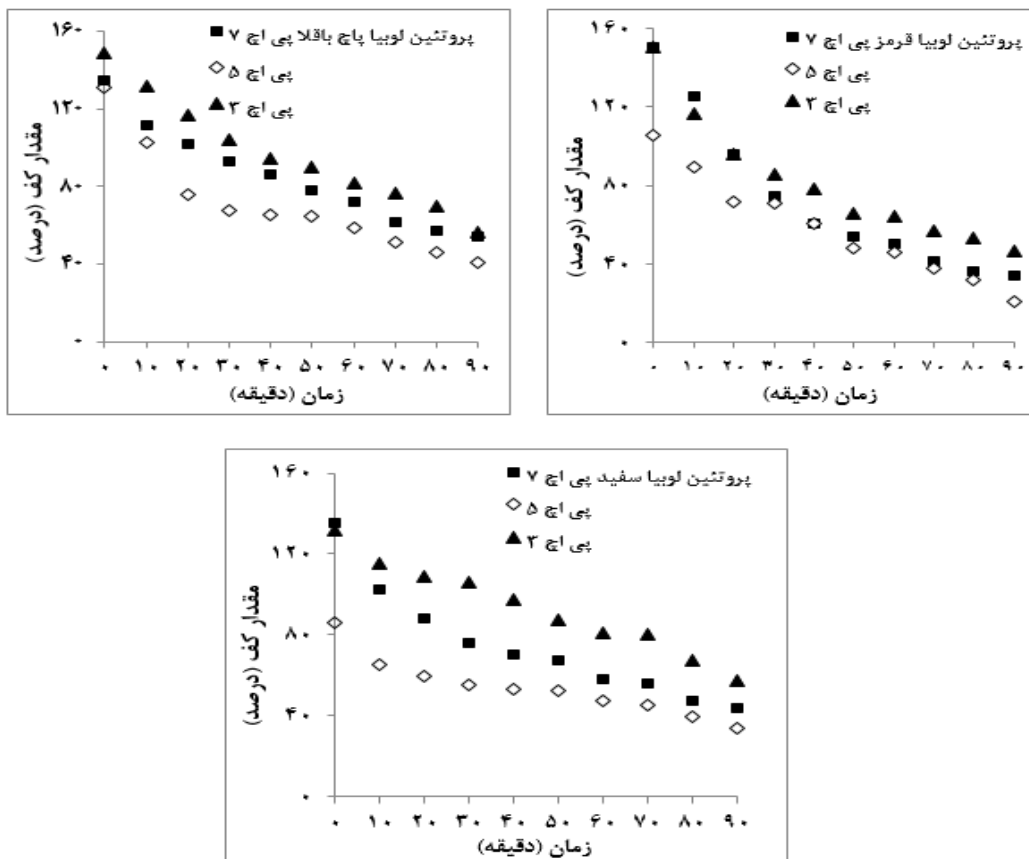 پروتئین لوبیا پاچ باقلا پی اچ ۷
پی اچ ۵
پی اچ ۳
مقدار کف (درصد)
۱۶۰
۱۲۰
۸۰
۴۰
۰
۰ ۱۰ ۲۰ ۳۰ ۴۰ ۵۰ ۶۰ ۷۰ ۸۰ ۹۰
زمان (دقیقه)
پروتئین لوبیا قرمز پی اچ ۷
پی اچ ۵
پی اچ ۳
مقدار کف (درصد)
۱۶۰
۱۲۰
۸۰
۴۰
۰
۰ ۱۰ ۲۰ ۳۰ ۴۰ ۵۰ ۶۰ ۷۰ ۸۰ ۹۰
زمان (دقیقه)
پروتئین لوبیا سفید پی اچ ۷
پی اچ ۵
پی اچ ۳
مقدار کف (درصد)
۱۶۰
۱۲۰
۸۰
۴۰
۰
۰ ۱۰ ۲۰ ۳۰ ۴۰ ۵۰ ۶۰ ۷۰ ۸۰ ۹۰
زمان (دقیقه)